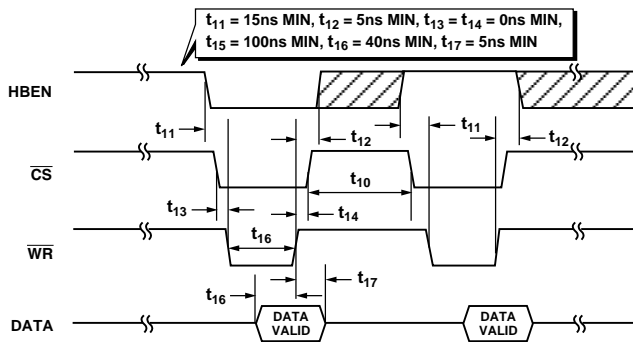 t11 = 15ns MIN, t12 = 5ns MIN, t13 = t14 = 0ns MIN,
t15 = 100ns MIN, t16 = 40ns MIN, t17 = 5ns MIN
HBEN
t11
t12
t11
t12
CS
t10
t13
t14
t16
WR
t17
t16
DATA
DATA
VALID
DATA
VALID